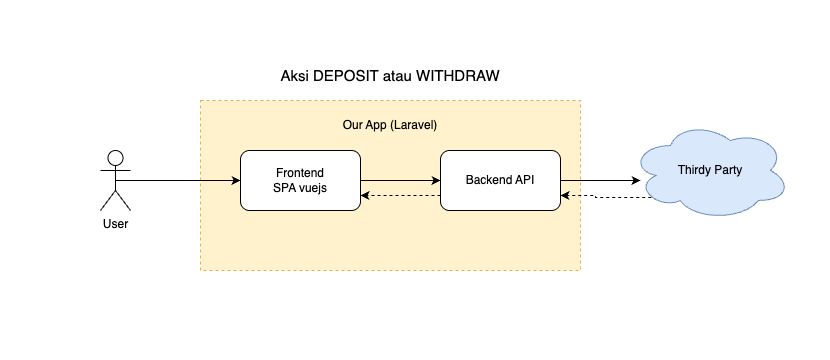 Aksi DEPOSIT atau WITHDRAW
Our App (Laravel)
Frontend
SPA vuejs
Backend API
Thirdy Party
User